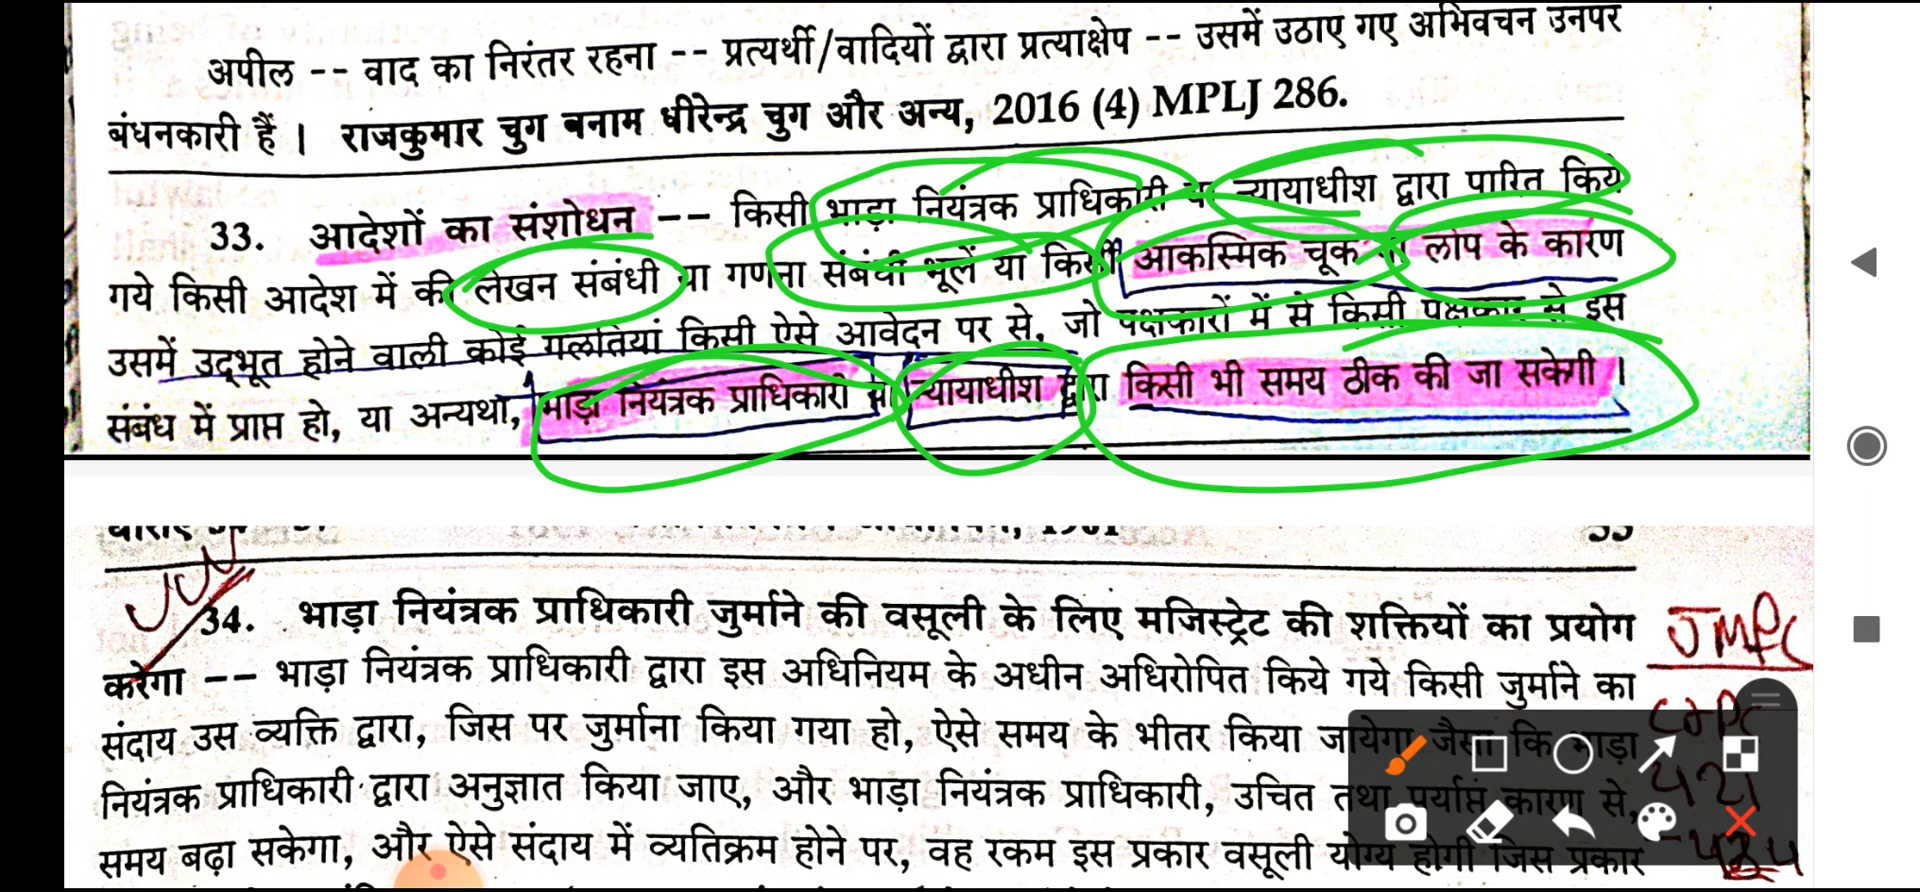 अपील -- वाद का निरंतर रहना -- प्रत्यर्थी/वादियों द्वारा प्रत्याक्षेप -- उसमें उठाए गए अभिवचन उनपर
बंधनकारी हैं । राजकुमार चुग बनाम धीरेन्द्र चुग और अन्य, 2016 (4) MPLJ 286.
33. आदेशों का संशोधन -- किसी भाड़ा नियंत्रक प्राधिकारी या न्यायाधीश द्वारा पारित किये
गये किसी आदेश में की लेखन संबंधी या गणना संबंधी भूलें या किसी आकस्मिक चूक या लोप के कारण
उसमें उद्भूत होने वाली कोई गलतियां किसी ऐसे आवेदन पर से, जो पक्षकारों में से किसी पक्षकार से इस
संबंध में प्राप्त हो, या अन्यथा, भाड़ा नियंत्रक प्राधिकारी या न्यायाधीश द्वारा किसी भी समय ठीक की जा सकेगी ।
34. भाड़ा नियंत्रक प्राधिकारी जुर्माने की वसूली के लिए मजिस्ट्रेट की शक्तियों का प्रयोग
करेगा -- भाड़ा नियंत्रक प्राधिकारी द्वारा इस अधिनियम के अधीन अधिरोपित किये गये किसी जुर्माने का
संदाय उस व्यक्ति द्वारा, जिस पर जुर्माना किया गया हो, ऐसे समय के भीतर किया जायेगा जैसा कि भाड़ा
नियंत्रक प्राधिकारी द्वारा अनुज्ञात किया जाए, और भाड़ा नियंत्रक प्राधिकारी, उचित तथा पर्याप्त कारण से,
समय बढ़ा सकेगा, और ऐसे संदाय में व्यतिक्रम होने पर, वह रकम इस प्रकार वसूली योग्य होगी जिस प्रकार
JMFC
CrPC
421